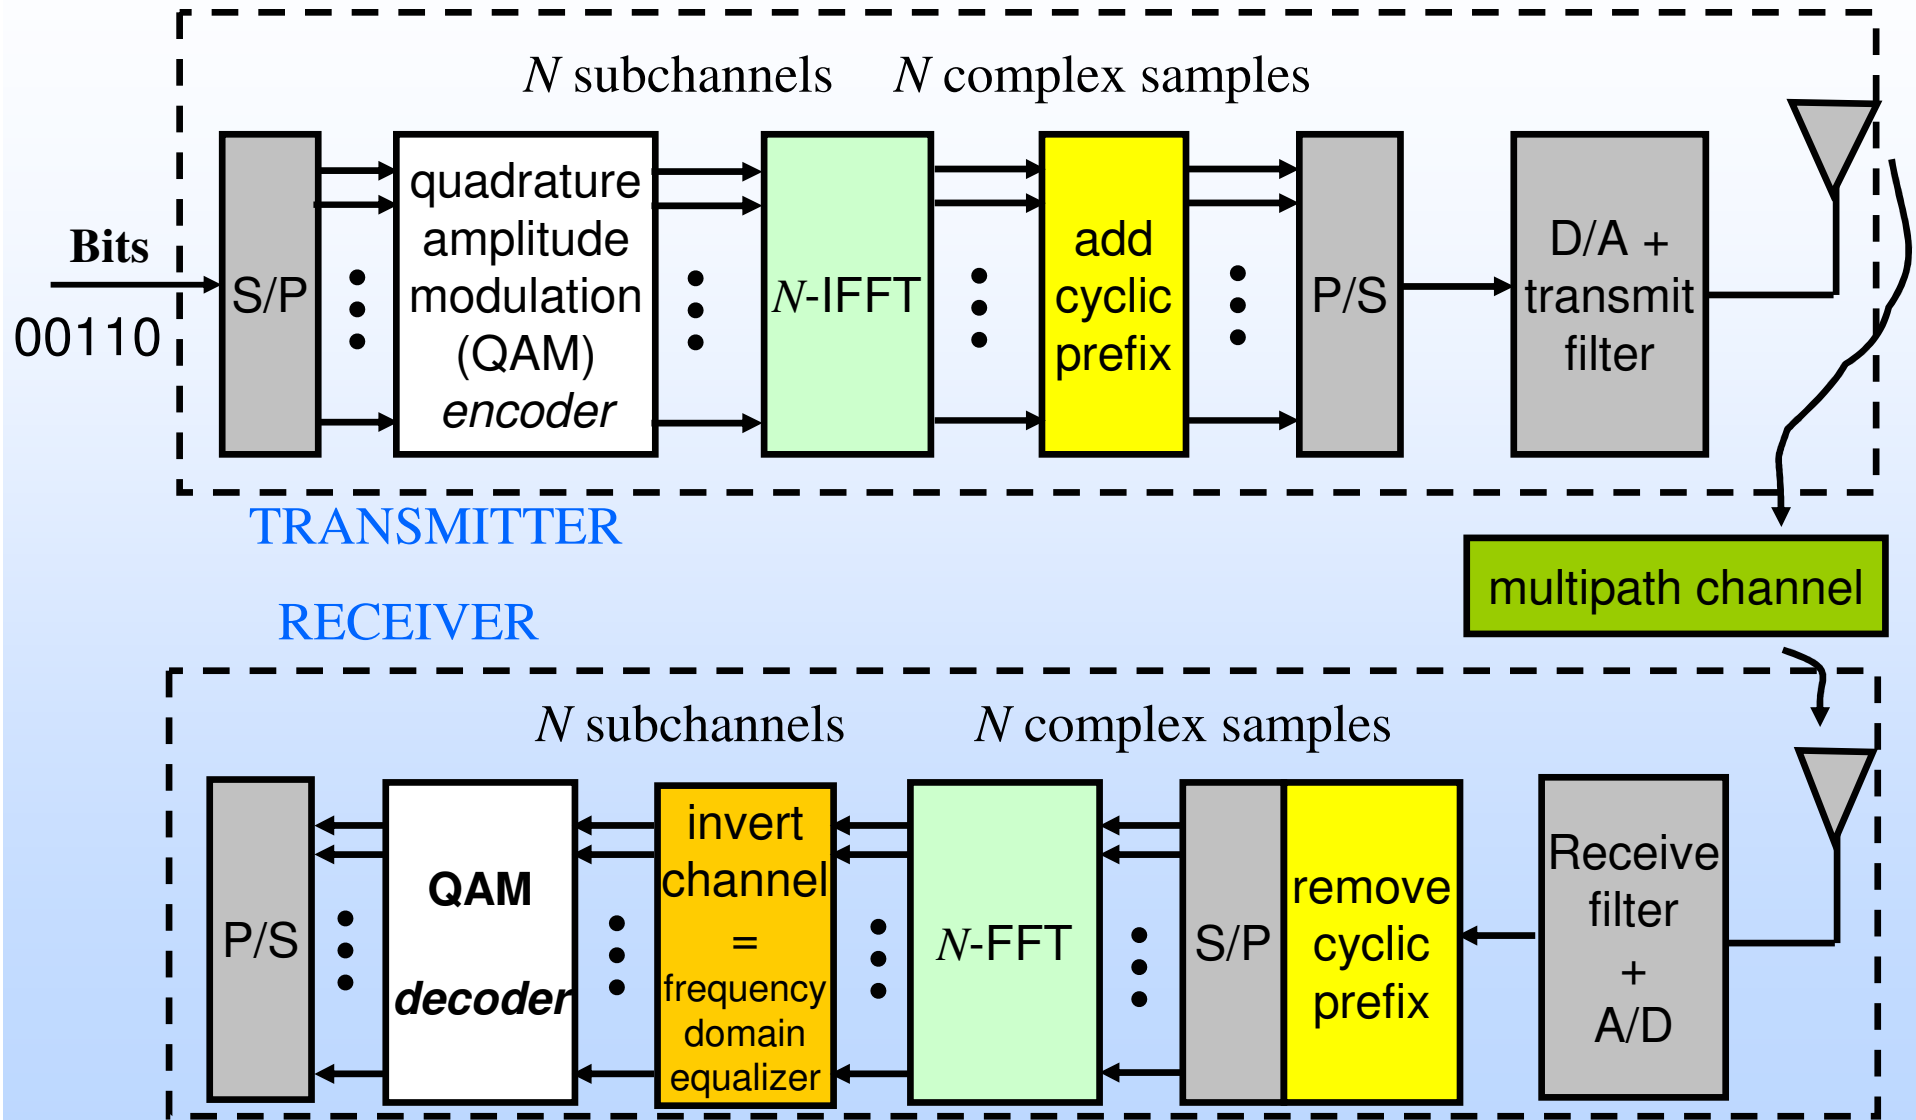 N subchannels
N complex samples
Bits
00110
S/P
quadrature
amplitude
modulation
(QAM)
encoder
N-IFFT
add
cyclic
prefix
P/S
D/A +
transmit
filter
TRANSMITTER
multipath channel
RECEIVER
N subchannels
N complex samples
P/S
QAM
decoder
invert
channel
=
frequency
domain
equalizer
N-FFT
S/P
remove
cyclic
prefix
Receive
filter
+
A/D